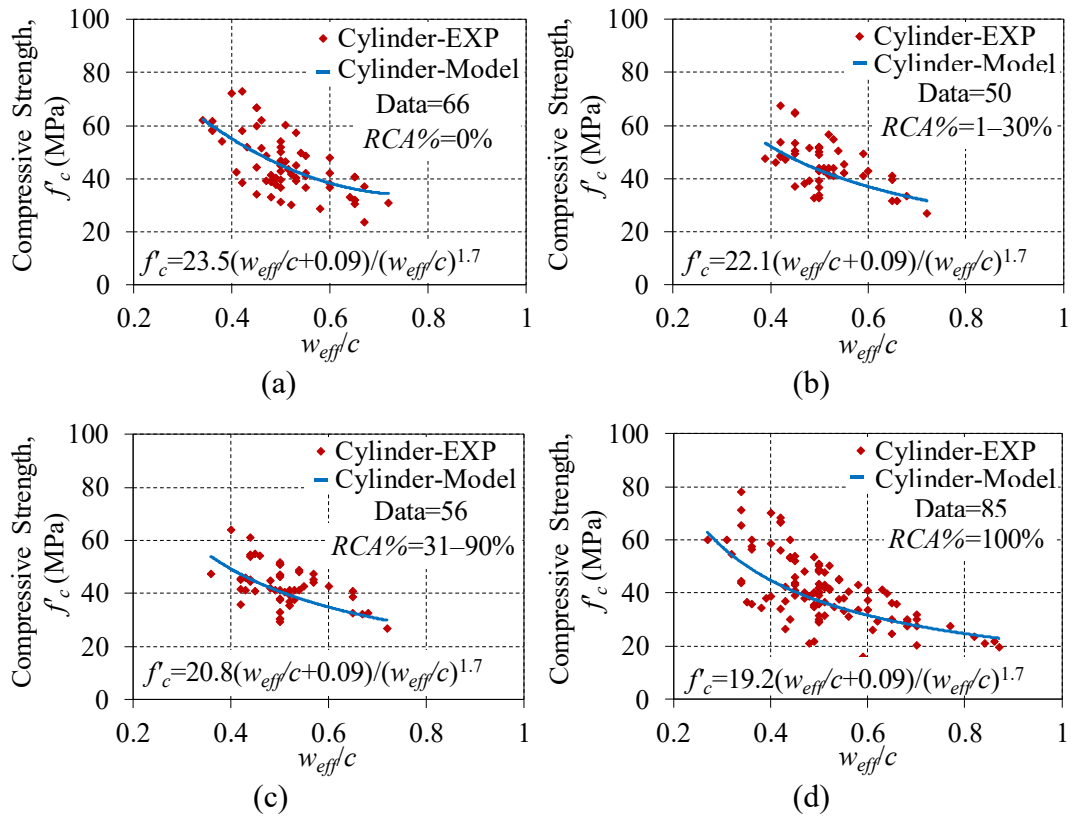 Compressive Strength,
f'c (MPa)
100
80
60
40
20
0
0.2
0.4
0.6
0.8
1
Cylinder-EXP
Cylinder-Model
Data=66
RCA%=0%
f'c=23.5(weff/c+0.09)/(weff/c)1.7
weff/c
(a)
Compressive Strength,
f'c (MPa)
100
80
60
40
20
0
0.2
0.4
0.6
0.8
1
Cylinder-EXP
Cylinder-Model
Data=50
RCA%=1–30%
f'c=22.1(weff/c+0.09)/(weff/c)1.7
weff/c
(b)
Compressive Strength,
f'c (MPa)
100
80
60
40
20
0
0.2
0.4
0.6
0.8
1
Cylinder-EXP
Cylinder-Model
Data=56
RCA%=31–90%
f'c=20.8(weff/c+0.09)/(weff/c)1.7
weff/c
(c)
Compressive Strength,
f'c (MPa)
100
80
60
40
20
0
0.2
0.4
0.6
0.8
1
Cylinder-EXP
Cylinder-Model
Data=85
RCA%=100%
f'c=19.2(weff/c+0.09)/(weff/c)1.7
weff/c
(d)